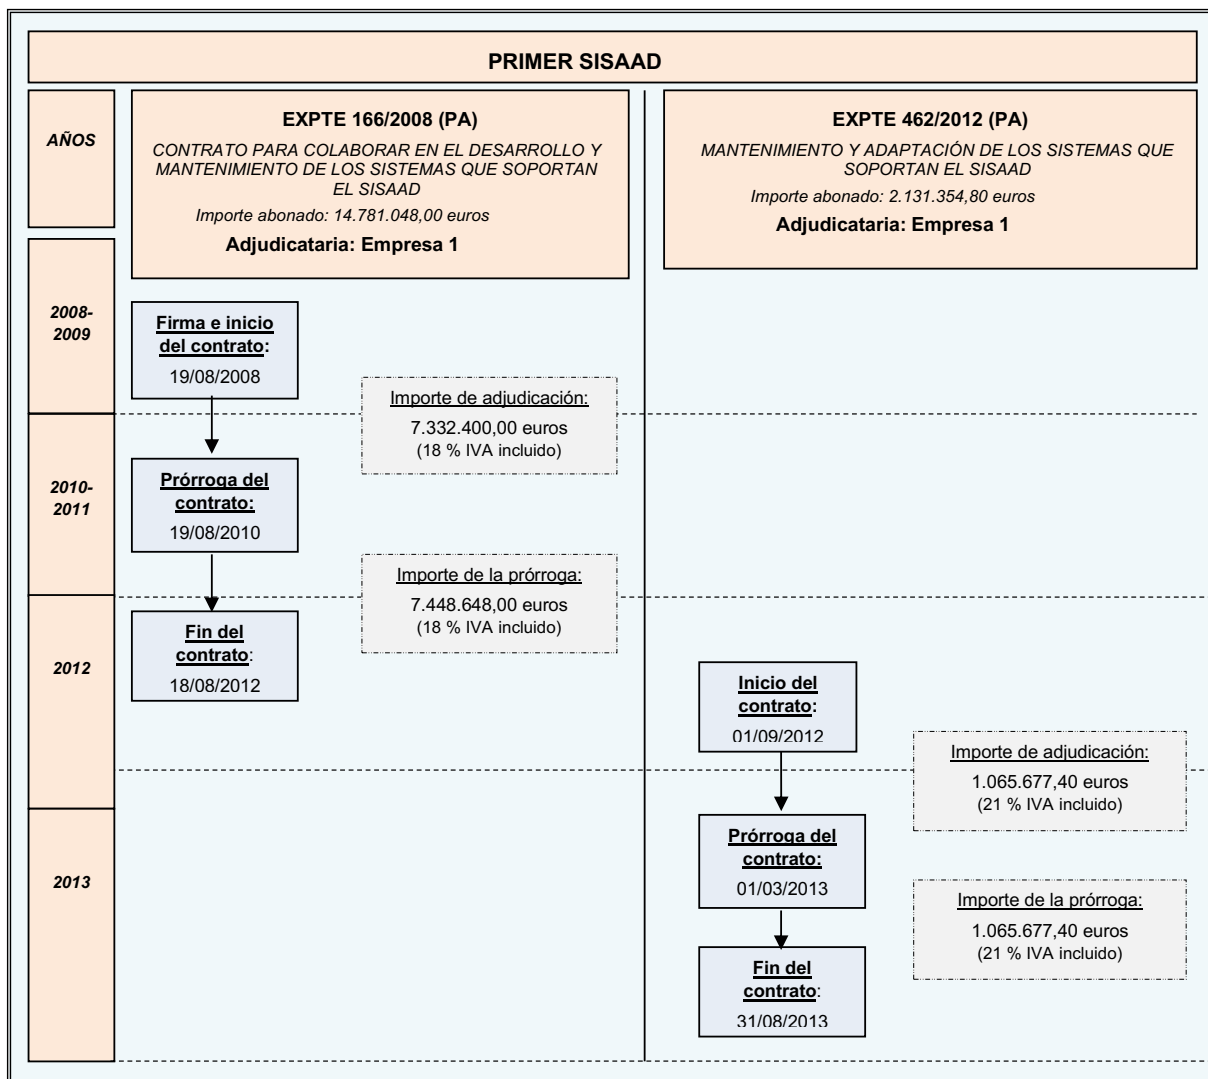 PRIMER SISAAD
AÑOS
EXPTE 166/2008 (PA)
CONTRATO PARA COLABORAR EN EL DESARROLLO Y
MANTENIMIENTO DE LOS SISTEMAS QUE SOPORTAN
EL SISAAD
Importe abonado: 14.781.048,00 euros
Adjudicataria: Empresa 1
EXPTE 462/2012 (PA)
MANTENIMIENTO Y ADAPTACIÓN DE LOS SISTEMAS QUE
SOPORTAN EL SISAAD
Importe abonado: 2.131.354,80 euros
Adjudicataria: Empresa 1
2008-
2009
Firma e inicio
del contrato:
19/08/2008
Importe de adjudicación:
7.332.400,00 euros
(18 % IVA incluido)
2010-
2011
Prórroga del
contrato:
19/08/2010
Importe de la prórroga:
7.448.648,00 euros
(18 % IVA incluido)
2012
Fin del
contrato:
18/08/2012
Inicio del
contrato:
01/09/2012
Importe de adjudicación:
1.065.677,40 euros
(21 % IVA incluido)
2013
Prórroga del
contrato:
01/03/2013
Importe de la prórroga:
1.065.677,40 euros
(21 % IVA incluido)
Fin del
contrato:
31/08/2013